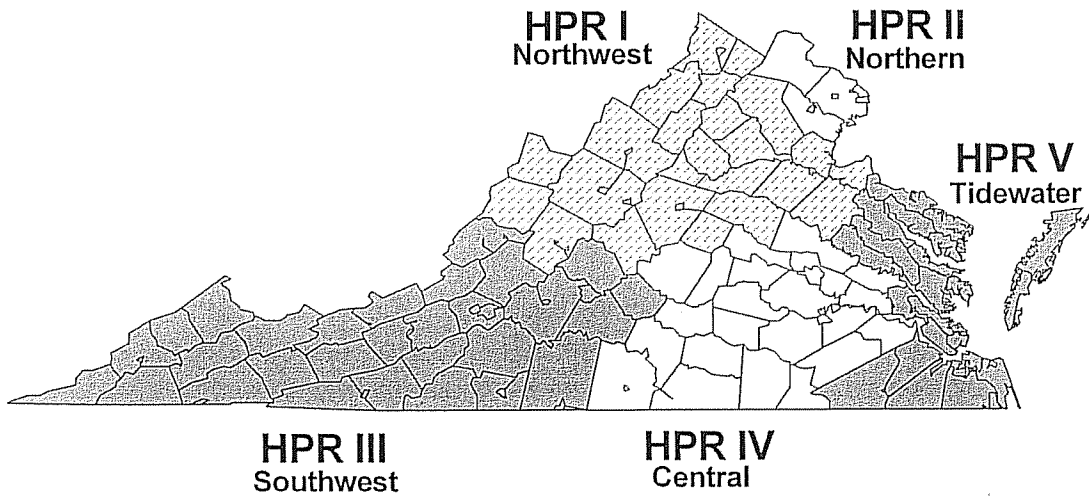 HPR I
Northwest
HPR II
Northern
HPR V
Tidewater
HPR III
Southwest
HPR IV
Central